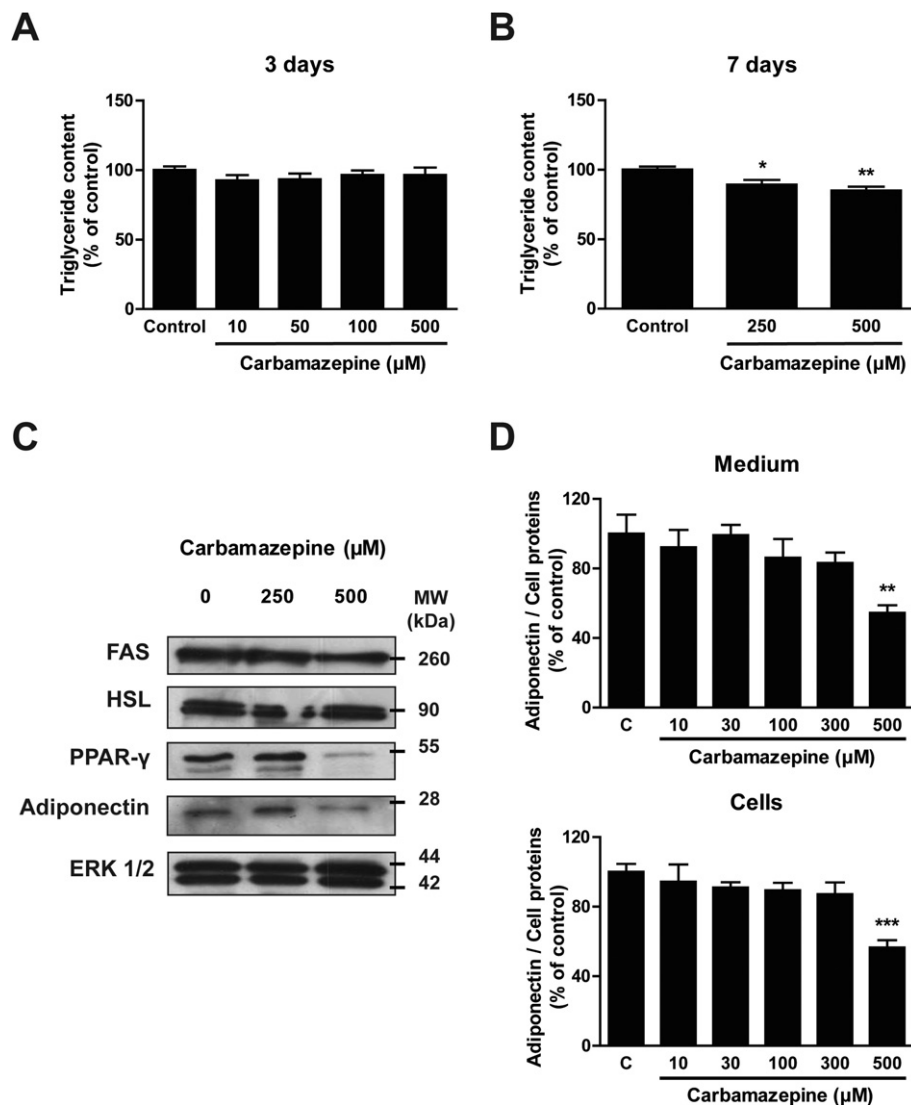 A
3 days
Triglyceride content
(% of control)
150
100
50
0
Control 10 50 100 500
Carbamazepine (µM)
B
7 days
Triglyceride content
(% of control)
150
100
50
0
* **
Control 250 500
Carbamazepine (µM)
C
Carbamazepine (µM)
0 250 500 MW
(kDa)
FAS 260
HSL 90
PPAR-γ 55
Adiponectin 28
ERK 1/2 44
42
D
Medium
Adiponectin / Cell proteins
(% of control)
120
80
40
0
**
C 10 30 100 300 500
Carbamazepine (µM)
Cells
Adiponectin / Cell proteins
(% of control)
120
80
40
0
***
C 10 30 100 300 500
Carbamazepine (µM)